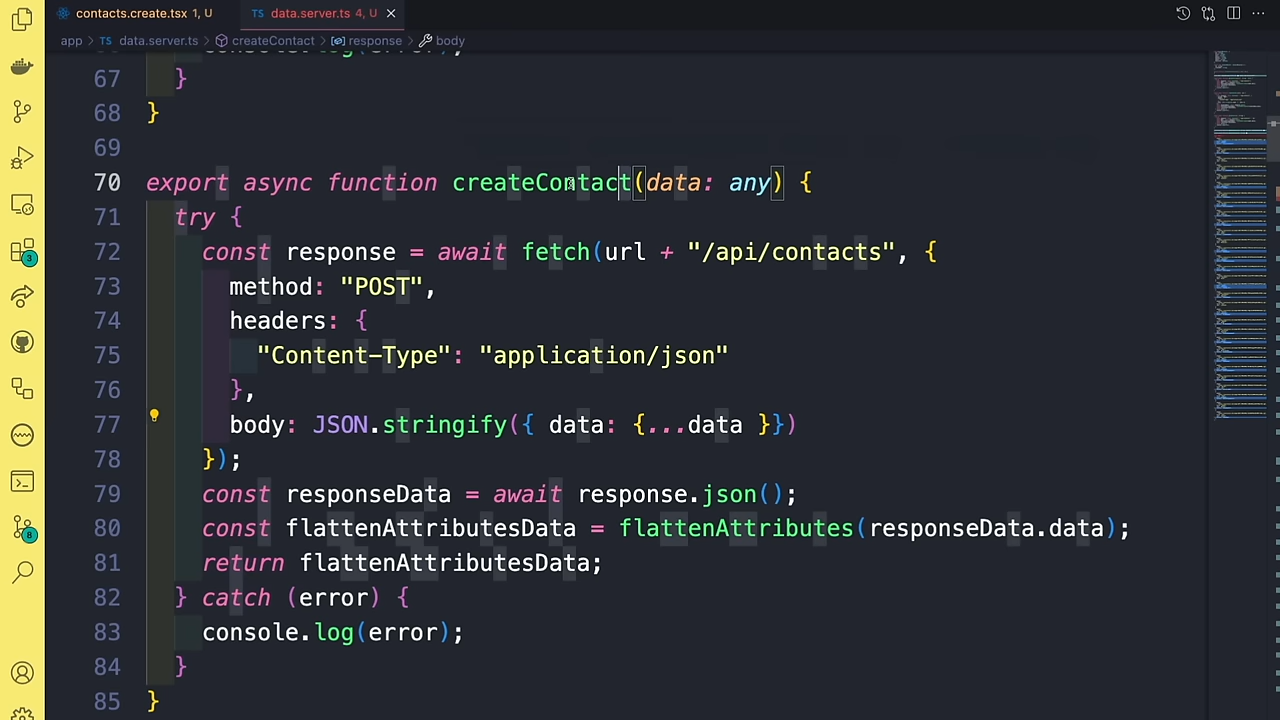 contacts.create.tsx 1, U
TS data.server.ts 4, U
app > TS data.server.ts > createContact > response > body
67 }
68 }
69
70 export async function createContact(data: any) {
71 try {
72 const response = await fetch(url + "/api/contacts", {
73 method: "POST",
74 headers: {
75 "Content-Type": "application/json"
76 },
77 body: JSON.stringify({ data: {...data }})
78 });
79 const responseData = await response.json();
80 const flattenAttributesData = flattenAttributes(responseData.data);
81 return flattenAttributesData;
82 } catch (error) {
83 console.log(error);
84 }
85 }
3
8